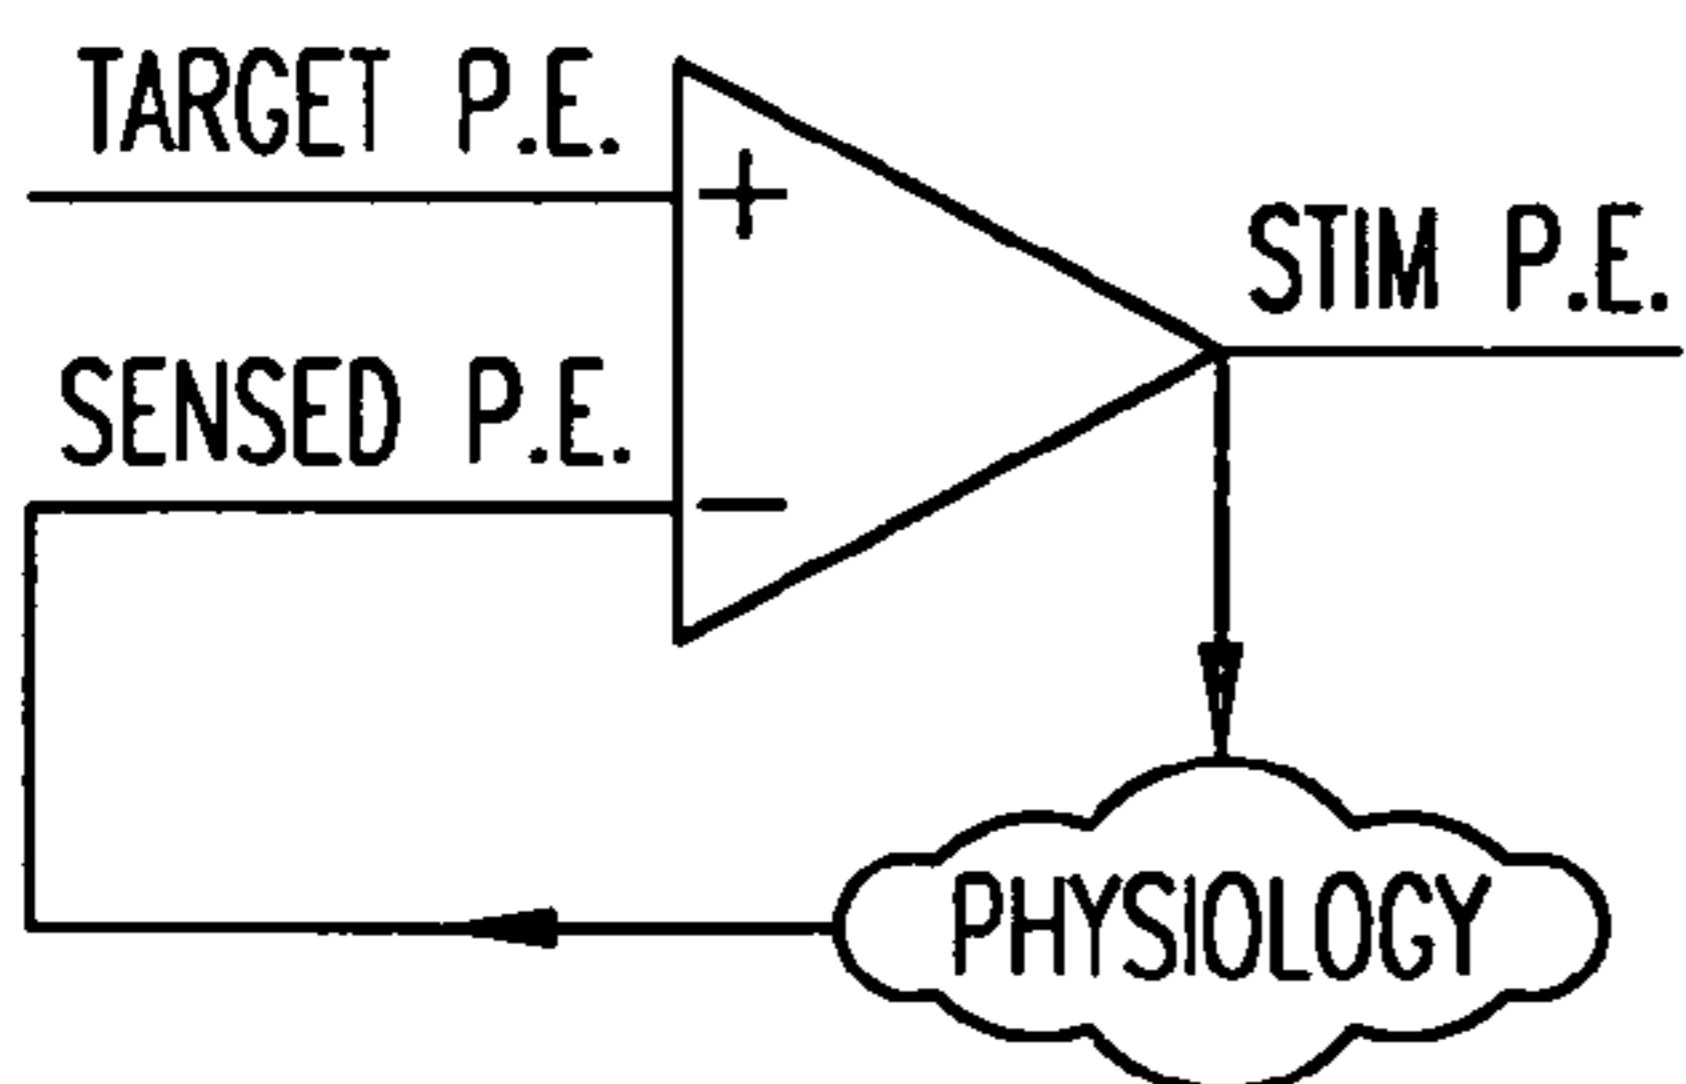 TARGET P.E.
+
STIM P.E.
SENSED P.E.
−
PHYSIOLOGY